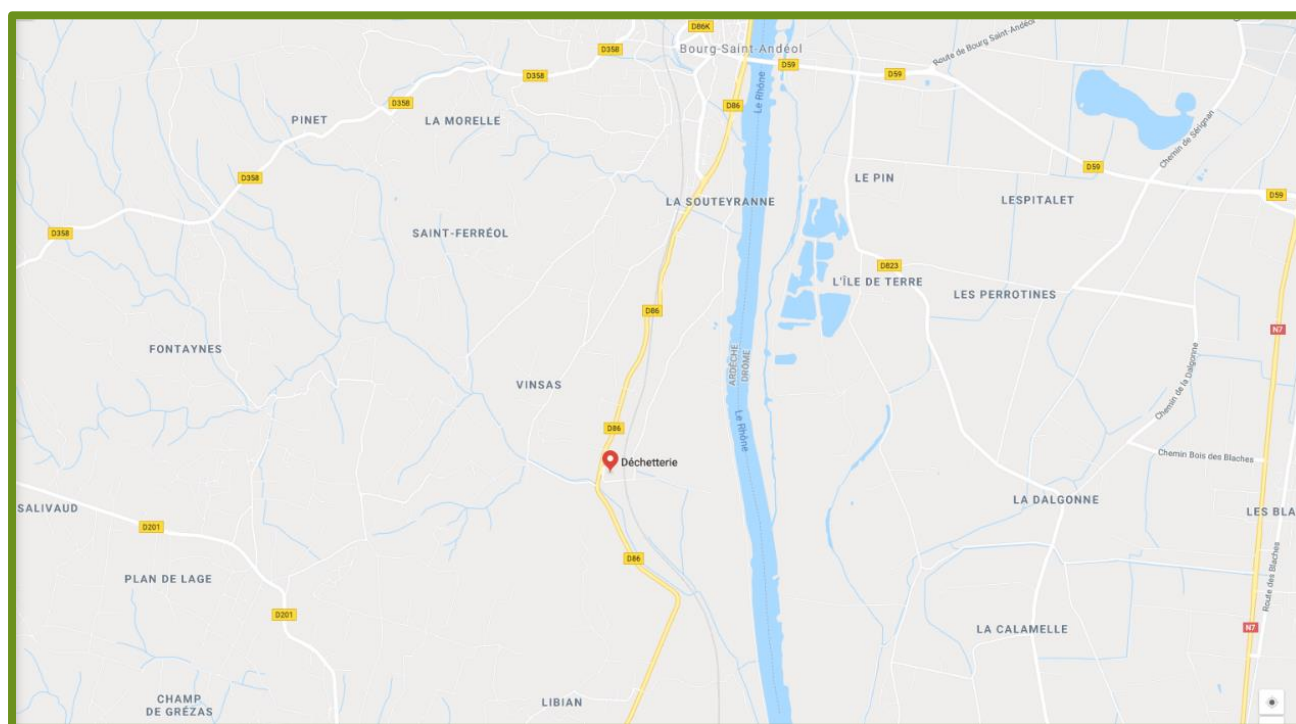 D86K
Bourg-Saint-Andéol
Route de Bourg Saint-Andéol
D358
D59
D59
D358
Le Rhône
D358
D86
PINET
LA MORELLE
Chemin de Sérignan
D59
D358
LE PIN
D59
LA SOUTEYRANNE
LESPITALET
D358
SAINT-FERRÉOL
D823
L'ÎLE DE TERRE
LES PERROTINES
D86
N7
FONTAYNES
ARDÈCHE
DRÔME
Chemin de la Dalgonne
VINSAS
D86
Le Rhône
Chemin Bois des Blaches
Déchetterie
LA DALGONNE
SALIVAUD
LES BLA
D201
D86
PLAN DE LAGE
Route des Blaches
D201
LA CALAMELLE
N7
CHAMP
DE GRÉZAS
LIBIAN